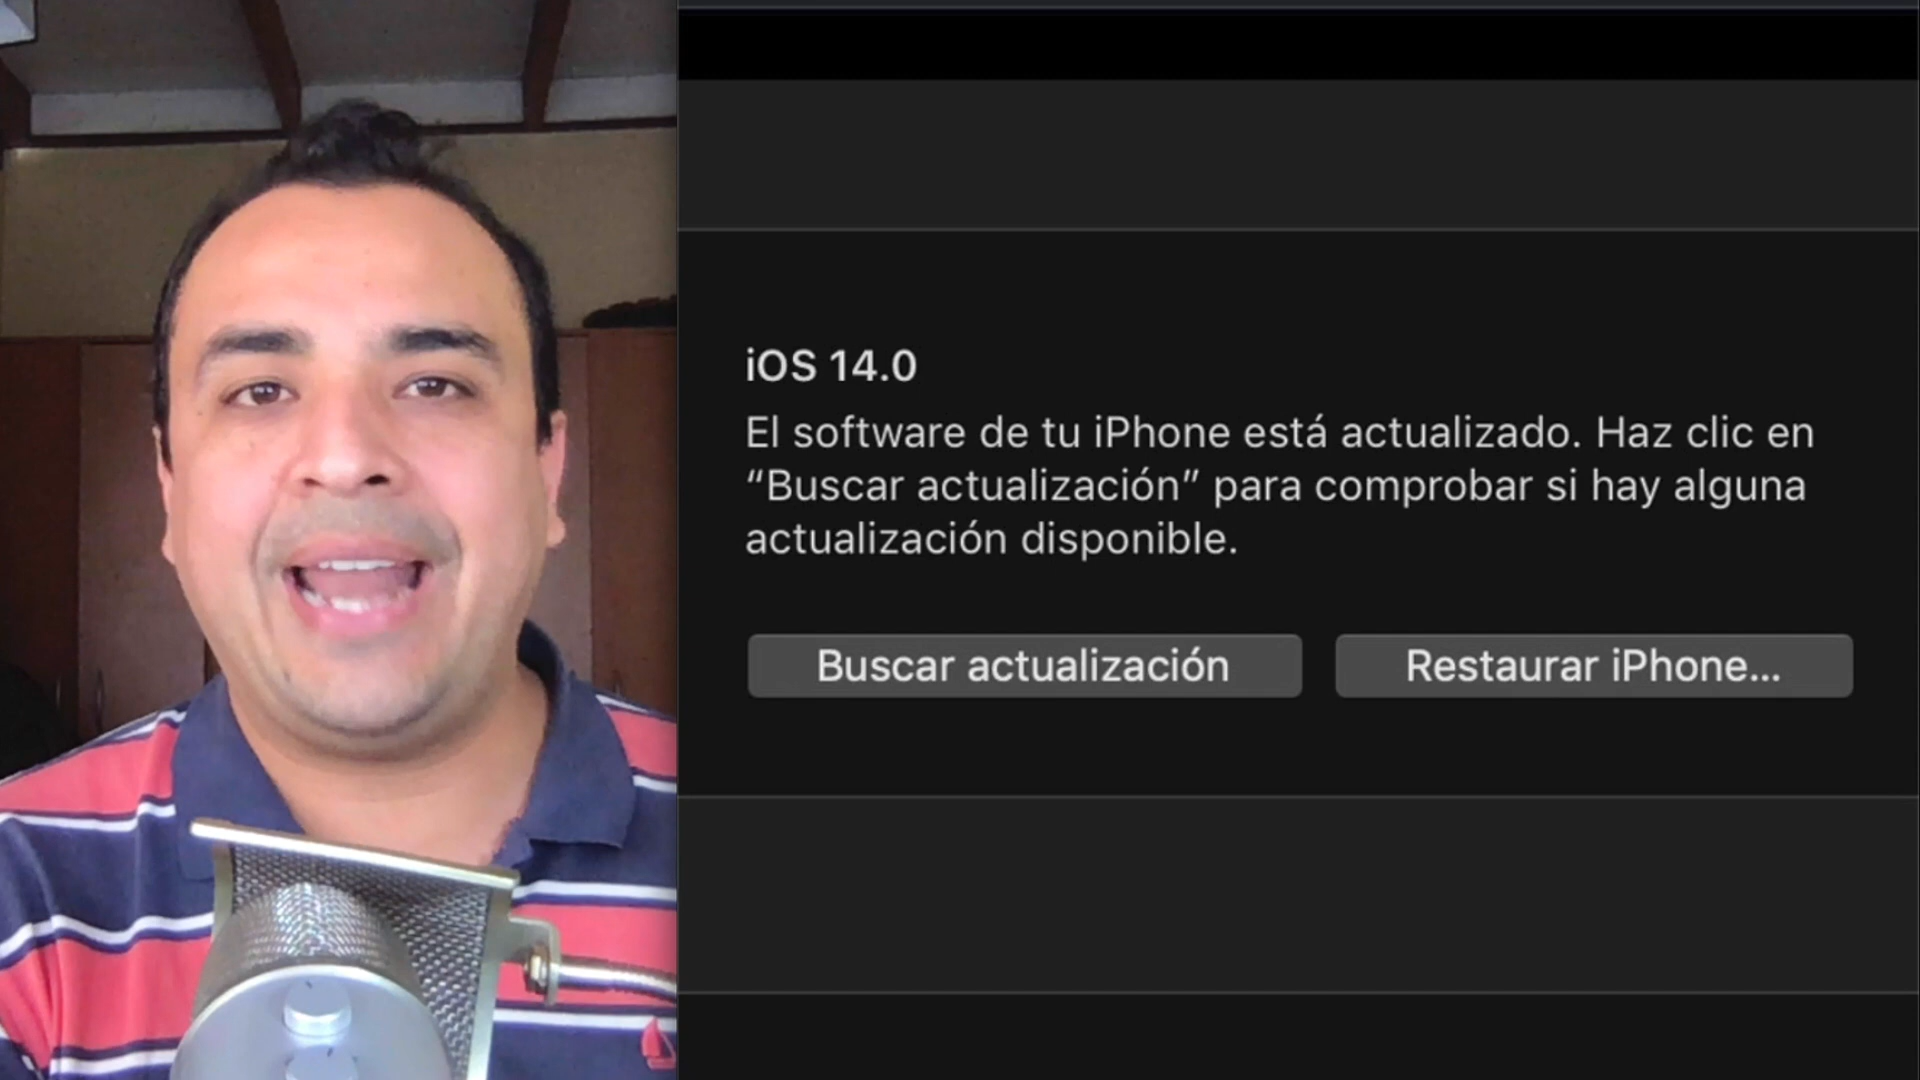 iOS 14.0
El software de tu iPhone está actualizado. Haz clic en
“Buscar actualización” para comprobar si hay alguna
actualización disponible.
Buscar actualización
Restaurar iPhone...